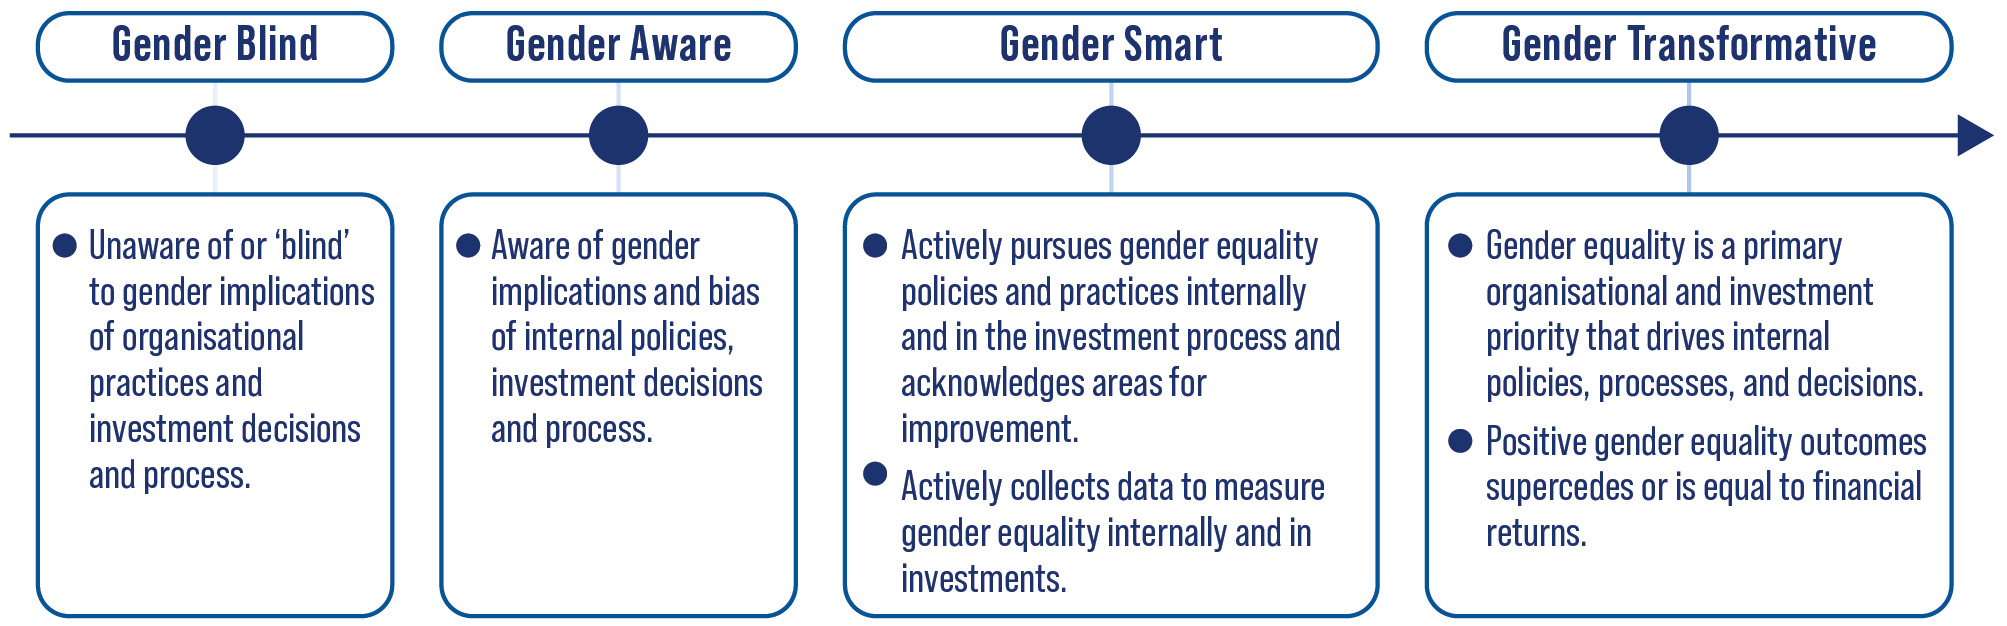 Gender Blind
Gender Aware
Gender Smart
Gender Transformative
Unaware of or ‘blind’
to gender implications
of organisational
practices and
investment decisions
and process.
Aware of gender
implications and bias
of internal policies,
investment decisions
and process.
Actively pursues gender equality
policies and practices internally
and in the investment process and
acknowledges areas for
improvement.
Actively collects data to measure
gender equality internally and in
investments.
Gender equality is a primary
organisational and investment
priority that drives internal
policies, processes, and decisions.
Positive gender equality outcomes
supercedes or is equal to financial
returns.